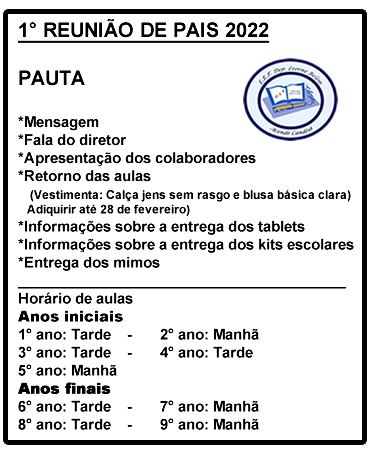 1° REUNIÃO DE PAIS 2022
PAUTA
*Mensagem
*Fala do diretor
*Apresentação dos colaboradores
*Retorno das aulas
(Vestimenta: Calça jens sem rasgo e blusa básica clara)
Adiquirir até 28 de fevereiro)
*Informações sobre a entrega dos tablets
*Informações sobre a entrega dos kits escolares
*Entrega dos mimos
Horário de aulas
Anos iniciais
1° ano: Tarde - 2° ano: Manhã
3° ano: Tarde - 4° ano: Tarde
5° ano: Manhã
Anos finais
6° ano: Tarde - 7° ano: Manhã
8° ano: Tarde - 9° ano: Manhã